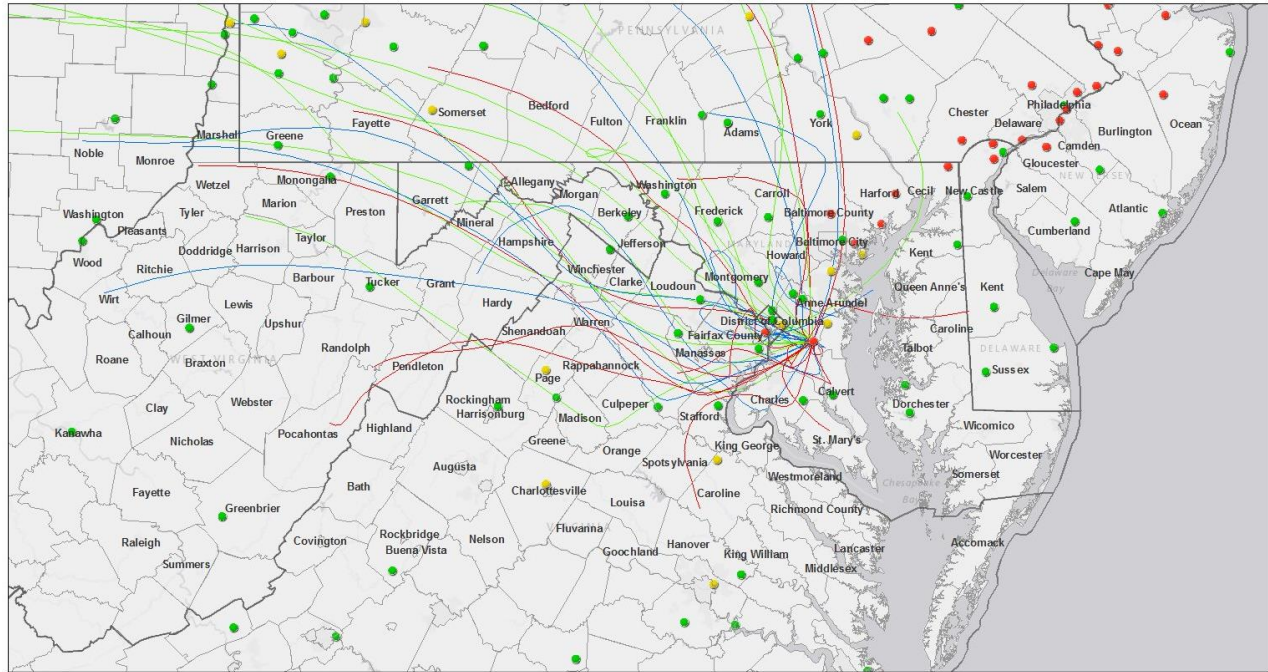 PENNSYLVANIA
Somerset
Bedford
Fayette
Fulton
Franklin
Adams
York
Chester
Philadelphia
Delaware
Camden
Burlington
Ocean
Marshall
Greene
Gloucester
Noble
Monroe
Wetzel
Monongalia
Marion
Garrett
Allegany
Morgan
Washington
Carroll
Harford
Cecil
New Castle
Salem
NEW JERSEY
Washington
Tyler
Pleasants
Preston
Mineral
Berkeley
Frederick
Baltimore County
Atlantic
Cumberland
Taylor
Doddridge
Harrison
Hampshire
Jefferson
MARYLAND
Baltimore City
Howard
Kent
Wood
Ritchie
Barbour
Winchester
Clarke
Loudoun
Montgomery
Delaware
Bay
Cape May
Wirt
Tucker
Grant
Queen Anne's
Kent
Lewis
Hardy
Anne Arundel
Gilmer
Calhoun
Upshur
Shenandoah
Warren
District of Columbia
Fairfax County
Caroline
Roane
Braxton
WEST VIRGINIA
Randolph
Manassas
Talbot
DELAWARE
Pendleton
Page
Rappahannock
Sussex
Clay
Webster
Rockingham
Harrisonburg
Culpeper
Stafford
Charles
Calvert
Dorchester
Kanawha
Nicholas
Pocahontas
Highland
Madison
Greene
Orange
King George
St. Mary's
Wicomico
Worcester
Augusta
Spotsylvania
Westmoreland
Somerset
Bath
Charlottesville
Louisa
Caroline
Chesapeake
Bay
Fayette
Greenbrier
Richmond County
Raleigh
Covington
Rockbridge
Buena Vista
Nelson
Fluvanna
Goochland
Hanover
King William
Lancaster
Accomack
Summers
Middlesex